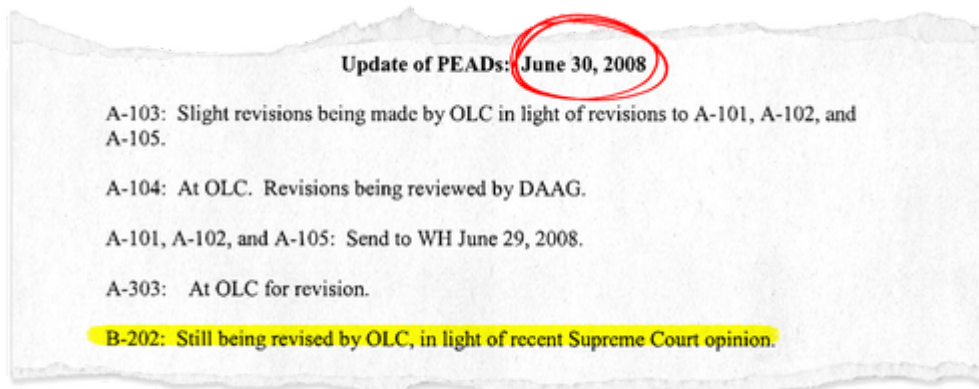 Update of PEADs: June 30, 2008
A-103: Slight revisions being made by OLC in light of revisions to A-101, A-102, and
A-105.
A-104: At OLC. Revisions being reviewed by DAAG.
A-101, A-102, and A-105: Send to WH June 29, 2008.
A-303: At OLC for revision.
B-202: Still being revised by OLC, in light of recent Supreme Court opinion.